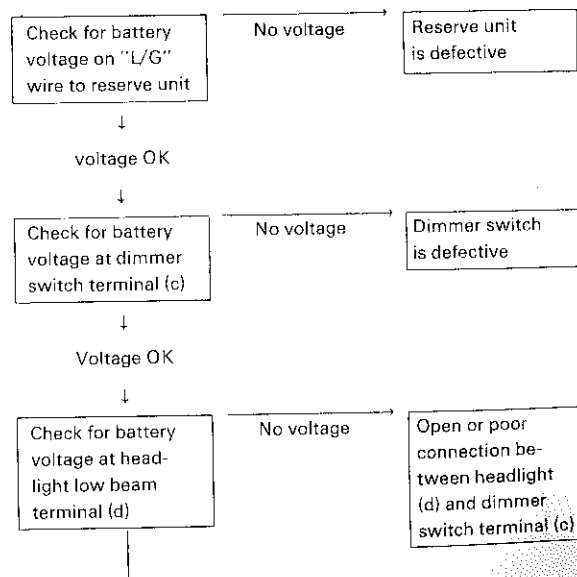 Check for battery
voltage on "L/G"
wire to reserve unit
No voltage
Reserve unit
is defective
voltage OK
Check for battery
voltage at dimmer
switch terminal (c)
No voltage
Dimmer switch
is defective
Voltage OK
Check for battery
voltage at head-
light low beam
terminal (d)
No voltage
Open or poor
connection be-
tween headlight
(d) and dimmer
switch terminal (c)